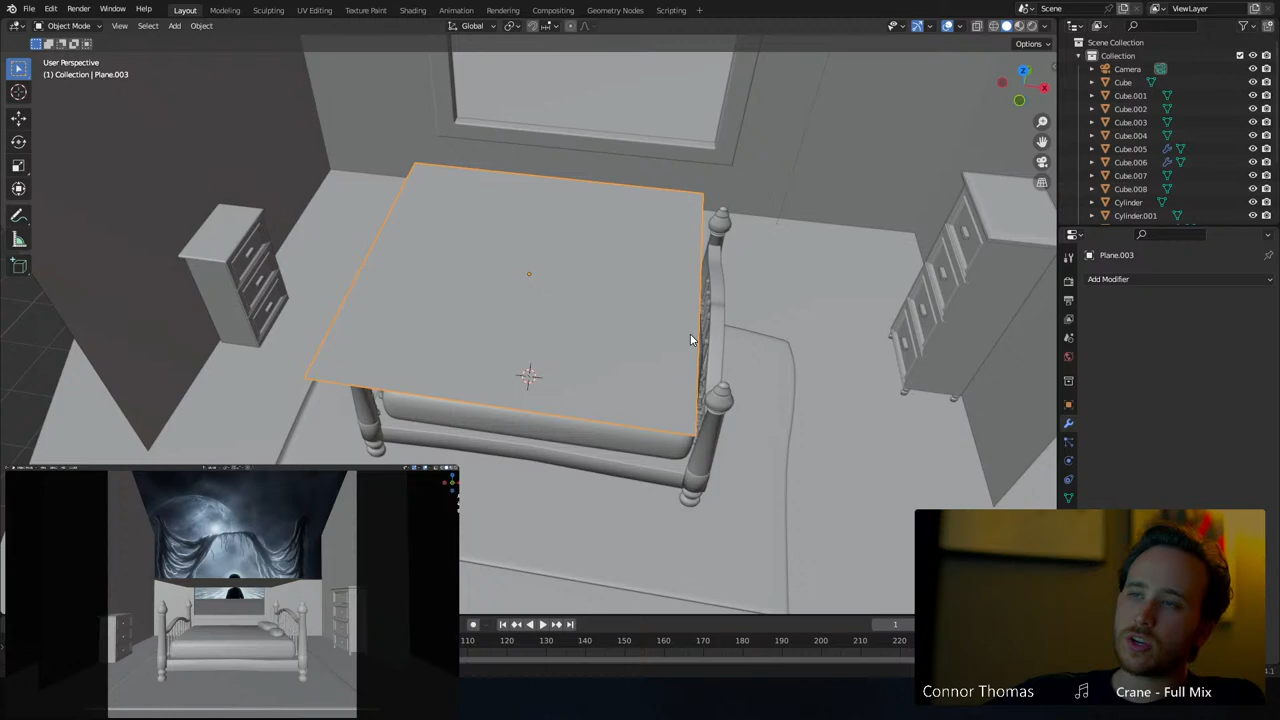 File Edit Render Window Help Layout Modeling Sculpting UV Editing Texture Paint Shading Animation Rendering Compositing Geometry Nodes Scripting Scene ViewLayer
Object Mode View Select Add Object Global
Options
User Perspective
(1) Collection | Plane.003
Z
X
Scene Collection
Collection
Camera
Cube
Cube.001
Cube.002
Cube.003
Cube.004
Cube.005
Cube.006
Cube.007
Cube.008
Cylinder
Cylinder.001
Plane.003
Add Modifier
1
110 120 130 140 150 160 170 180 190 200 210 220
Connor Thomas Crane - Full Mix